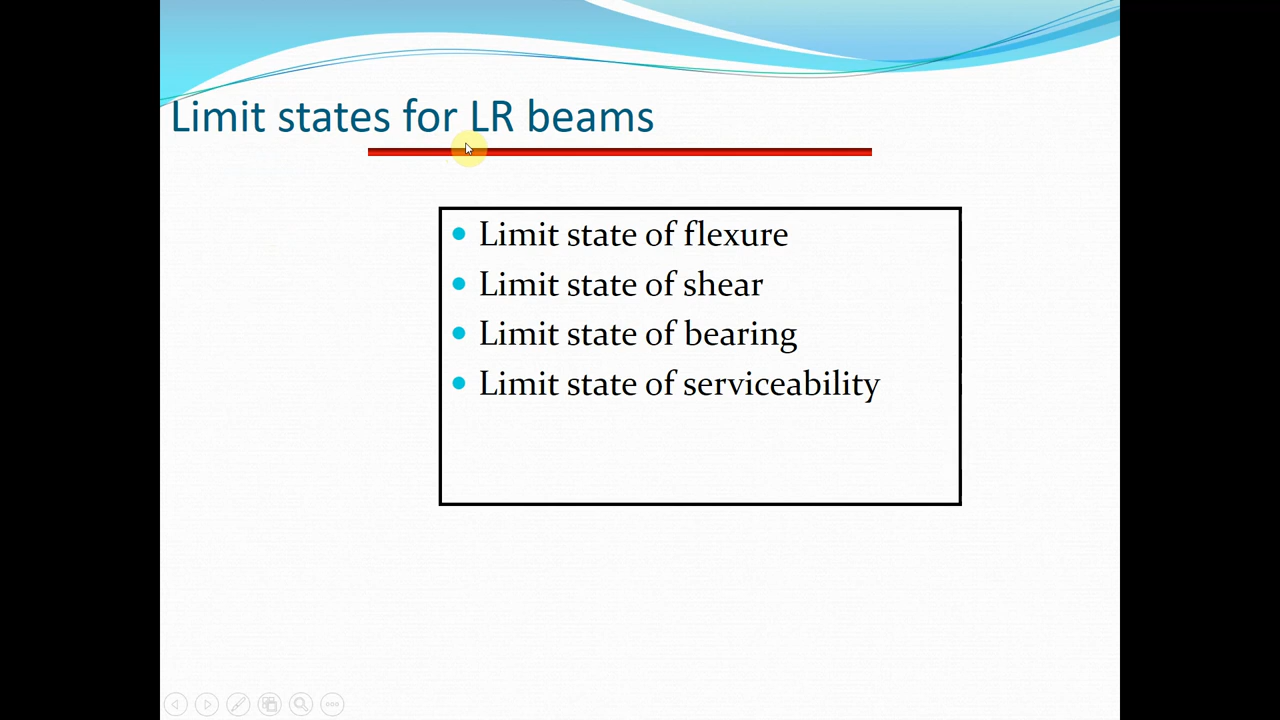 Limit states for LR beams
Limit state of flexure
Limit state of shear
Limit state of bearing
Limit state of serviceability